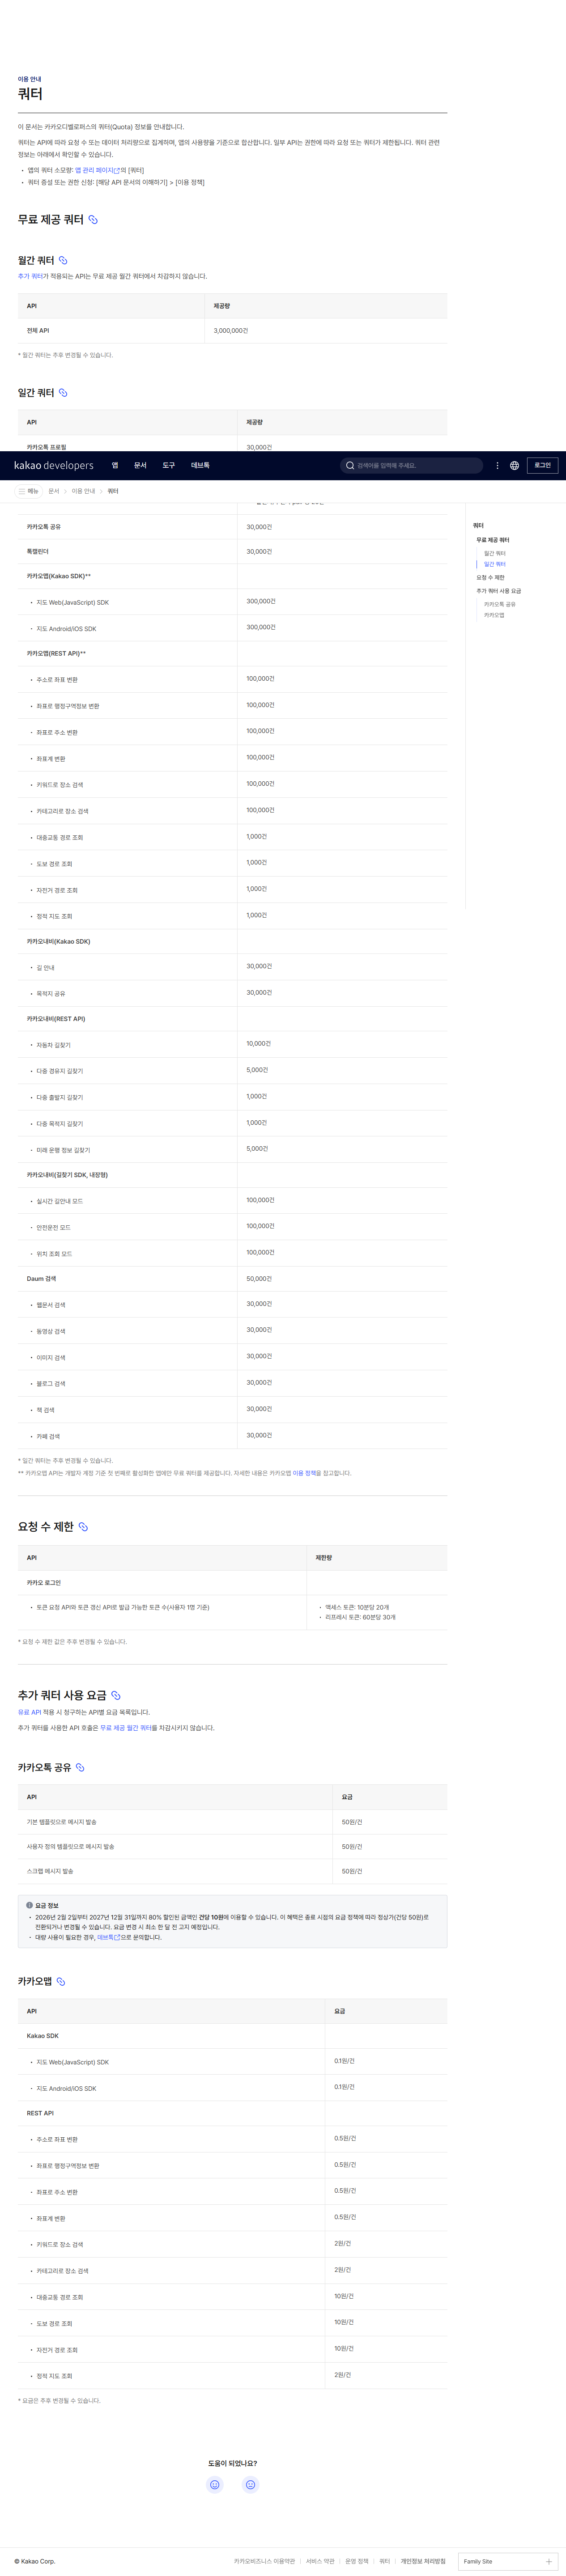 이용 안내
쿼터
이 문서는 카카오디벨로퍼스의 쿼터(Quota) 정보를 안내합니다.
쿼터는 API에 따라 요청 수 또는 데이터 처리량으로 집계하며, 앱의 사용량을 기준으로 합산합니다. 일부 API는 권한에 따라 요청 또는 쿼터가 제한됩니다. 쿼터 관련
정보는 아래에서 확인할 수 있습니다.
• 앱의 쿼터 소모량: 앱 관리 페이지의 [쿼터]
• 쿼터 증설 또는 권한 신청: [해당 API 문서의 이해하기] > [이용 정책]
무료 제공 쿼터
월간 쿼터
추가 쿼터가 적용되는 API는 무료 제공 월간 쿼터에서 차감하지 않습니다.
API 제공량
전체 API 3,000,000건
* 월간 쿼터는 추후 변경될 수 있습니다.
일간 쿼터
API 제공량
카카오톡 프로필 30,000건
kakao developers 앱 문서 도구 데브톡 검색어를 입력해 주세요. 로그인
메뉴 문서 > 이용 안내 > 쿼터
카카오톡 공유 30,000건
톡캘린더 30,000건
카카오맵(Kakao SDK)**
• 지도 Web(JavaScript) SDK 300,000건
• 지도 Android/iOS SDK 300,000건
카카오맵(REST API)**
• 주소로 좌표 변환 100,000건
• 좌표로 행정구역정보 변환 100,000건
• 좌표로 주소 변환 100,000건
• 좌표계 변환 100,000건
• 키워드로 장소 검색 100,000건
• 카테고리로 장소 검색 100,000건
• 대중교통 경로 조회 1,000건
• 도보 경로 조회 1,000건
• 자전거 경로 조회 1,000건
• 정적 지도 조회 1,000건
카카오내비(Kakao SDK)
• 길 안내 30,000건
• 목적지 공유 30,000건
카카오내비(REST API)
• 자동차 길찾기 10,000건
• 다중 경유지 길찾기 5,000건
• 다중 출발지 길찾기 1,000건
• 다중 목적지 길찾기 1,000건
• 미래 운행 정보 길찾기 5,000건
카카오내비(길찾기 SDK, 내장형)
• 실시간 길안내 모드 100,000건
• 안전운전 모드 100,000건
• 위치 조회 모드 100,000건
Daum 검색 50,000건
• 웹문서 검색 30,000건
• 동영상 검색 30,000건
• 이미지 검색 30,000건
• 블로그 검색 30,000건
• 책 검색 30,000건
• 카페 검색 30,000건
* 일간 쿼터는 추후 변경될 수 있습니다.
** 카카오맵 API는 개발자 계정 기준 첫 번째로 활성화한 앱에만 무료 쿼터를 제공합니다. 자세한 내용은 카카오맵 이용 정책을 참고합니다.
쿼터
무료 제공 쿼터
월간 쿼터
일간 쿼터
요청 수 제한
추가 쿼터 사용 요금
카카오톡 공유
카카오맵
요청 수 제한
API 제한량
카카오 로그인
• 토큰 요청 API와 토큰 갱신 API로 발급 가능한 토큰 수(사용자 1명 기준) • 액세스 토큰: 10분당 20개
• 리프레시 토큰: 60분당 30개
* 요청 수 제한 값은 추후 변경될 수 있습니다.
추가 쿼터 사용 요금
유료 API 적용 시 청구하는 API별 요금 목록입니다.
추가 쿼터를 사용한 API 호출은 무료 제공 월간 쿼터를 차감시키지 않습니다.
카카오톡 공유
API 요금
기본 템플릿으로 메시지 발송 50원/건
사용자 정의 템플릿으로 메시지 발송 50원/건
스크랩 메시지 발송 50원/건
요금 정보
• 2026년 2월 2일부터 2027년 12월 31일까지 80% 할인된 금액인 건당 10원에 이용할 수 있습니다. 이 혜택은 종료 시점의 요금 정책에 따라 정상가(건당 50원)로
전환되거나 변경될 수 있습니다. 요금 변경 시 최소 한 달 전 고지 예정입니다.
• 대량 사용이 필요한 경우, 데브톡으로 문의합니다.
카카오맵
API 요금
Kakao SDK
• 지도 Web(JavaScript) SDK 0.1원/건
• 지도 Android/iOS SDK 0.1원/건
REST API
• 주소로 좌표 변환 0.5원/건
• 좌표로 행정구역정보 변환 0.5원/건
• 좌표로 주소 변환 0.5원/건
• 좌표계 변환 0.5원/건
• 키워드로 장소 검색 2원/건
• 카테고리로 장소 검색 2원/건
• 대중교통 경로 조회 10원/건
• 도보 경로 조회 10원/건
• 자전거 경로 조회 10원/건
• 정적 지도 조회 2원/건
* 요금은 추후 변경될 수 있습니다.
도움이 되었나요?
© Kakao Corp. 카카오비즈니스 이용약관 | 서비스 약관 | 운영 정책 | 쿼터 | 개인정보 처리방침 Family Site